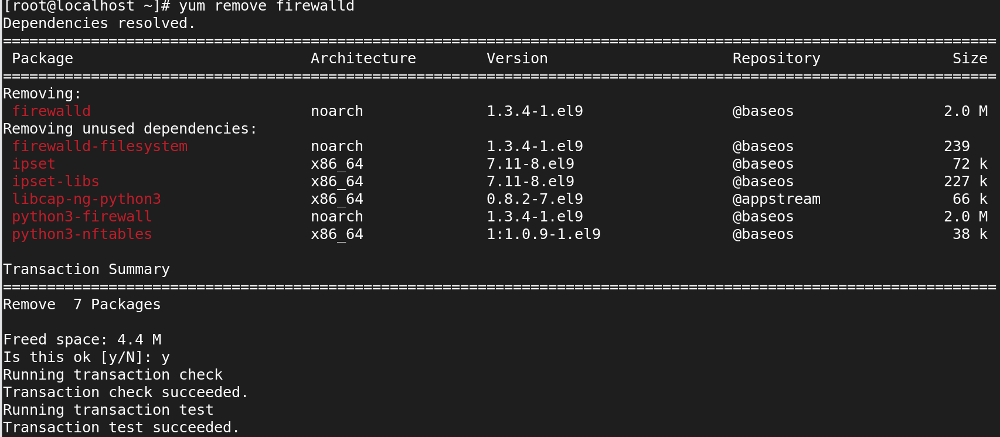 [root@localhost ~]# yum remove firewalld
Dependencies resolved.
=================================================================================================================
 Package                           Architecture        Version                     Repository               Size
=================================================================================================================
Removing:
 firewalld                         noarch              1.3.4-1.el9                 @baseos                 2.0 M
Removing unused dependencies:
 firewalld-filesystem              noarch              1.3.4-1.el9                 @baseos                 239
 ipset                             x86_64              7.11-8.el9                  @baseos                  72 k
 ipset-libs                        x86_64              7.11-8.el9                  @baseos                 227 k
 libcap-ng-python3                 x86_64              0.8.2-7.el9                 @appstream               66 k
 python3-firewall                  noarch              1.3.4-1.el9                 @baseos                 2.0 M
 python3-nftables                  x86_64              1:1.0.9-1.el9               @baseos                  38 k

Transaction Summary
=================================================================================================================
Remove  7 Packages

Freed space: 4.4 M
Is this ok [y/N]: y
Running transaction check
Transaction check succeeded.
Running transaction test
Transaction test succeeded.